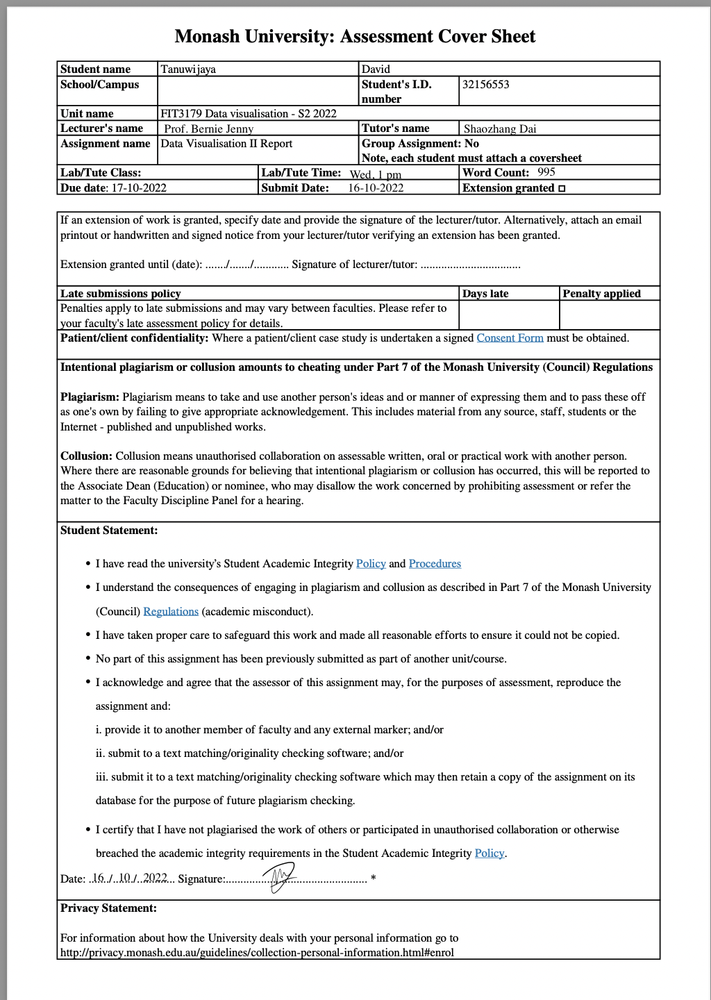 Monash University: Assessment Cover Sheet
Student name Tanuwijaya David
School/Campus Student's I.D. number 32156553
Unit name FIT3179 Data visualisation - S2 2022
Lecturer's name Prof. Bernie Jenny Tutor's name Shaozhang Dai
Assignment name Data Visualisation II Report Group Assignment: No
Note, each student must attach a coversheet
Lab/Tute Class: Lab/Tute Time: Wed, 1 pm Word Count: 995
Due date: 17-10-2022 Submit Date: 16-10-2022 Extension granted □
If an extension of work is granted, specify date and provide the signature of the lecturer/tutor. Alternatively, attach an email
printout or handwritten and signed notice from your lecturer/tutor verifying an extension has been granted.
Extension granted until (date): ......./......./............ Signature of lecturer/tutor: ..................................
Late submissions policy Days late Penalty applied
Penalties apply to late submissions and may vary between faculties. Please refer to
your faculty's late assessment policy for details.
Patient/client confidentiality: Where a patient/client case study is undertaken a signed Consent Form must be obtained.
Intentional plagiarism or collusion amounts to cheating under Part 7 of the Monash University (Council) Regulations
Plagiarism: Plagiarism means to take and use another person's ideas and or manner of expressing them and to pass these off
as one's own by failing to give appropriate acknowledgement. This includes material from any source, staff, students or the
Internet - published and unpublished works.
Collusion: Collusion means unauthorised collaboration on assessable written, oral or practical work with another person.
Where there are reasonable grounds for believing that intentional plagiarism or collusion has occurred, this will be reported to
the Associate Dean (Education) or nominee, who may disallow the work concerned by prohibiting assessment or refer the
matter to the Faculty Discipline Panel for a hearing.
Student Statement:
• I have read the university’s Student Academic Integrity Policy and Procedures
• I understand the consequences of engaging in plagiarism and collusion as described in Part 7 of the Monash University
(Council) Regulations (academic misconduct).
• I have taken proper care to safeguard this work and made all reasonable efforts to ensure it could not be copied.
• No part of this assignment has been previously submitted as part of another unit/course.
• I acknowledge and agree that the assessor of this assignment may, for the purposes of assessment, reproduce the
assignment and:
i. provide it to another member of faculty and any external marker; and/or
ii. submit to a text matching/originality checking software; and/or
iii. submit it to a text matching/originality checking software which may then retain a copy of the assignment on its
database for the purpose of future plagiarism checking.
• I certify that I have not plagiarised the work of others or participated in unauthorised collaboration or otherwise
breached the academic integrity requirements in the Student Academic Integrity Policy.
Date: .16./..10./..2022... Signature:................................................ *
Privacy Statement:
For information about how the University deals with your personal information go to
http://privacy.monash.edu.au/guidelines/collection-personal-information.html#enrol